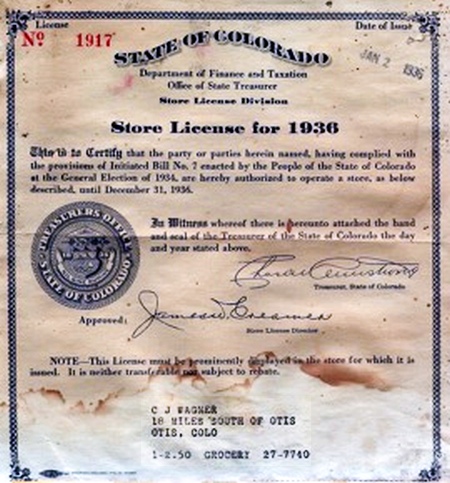 License
Date of Issue
No 1917
JAN 2 1936
STATE OF COLORADO
Department of Finance and Taxation
Office of State Treasurer
Store License Division
Store License for 1936
This is to Certify that the party or parties herein named, having complied with
the provisions of Initiated Bill No. 7 enacted by the People of the State of Colorado
at the General Election of 1934, are hereby authorized to operate a store, as below
described, until December 31, 1936.
TREASURERS OFFICE
STATE OF COLORADO
In Witness whereof there is hereunto attached the hand
and seal of the Treasurer of the State of Colorado the day
and year stated above.
Treasurer, State of Colorado
Approved: James D. Creamer
Store License Director
NOTE—This License must be prominently displayed in the store for which it is
issued. It is neither transferable nor subject to rebate.
C J WAGNER
18 MILES SOUTH OF OTIS
OTIS, COLO
1-2.50 GROCERY 27-7740